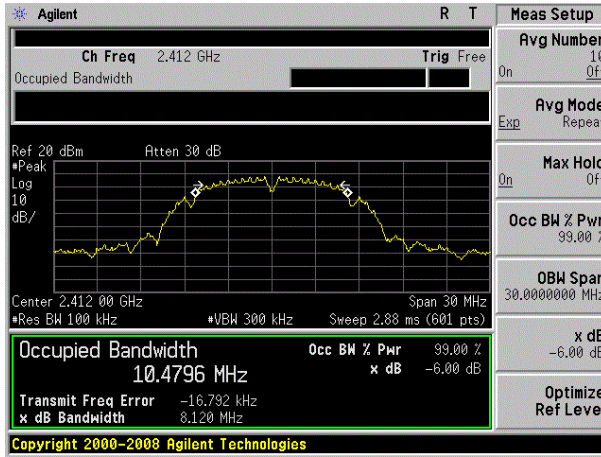 Agilent R T
Meas Setup
Ch Freq 2.412 GHz Trig Free
Occupied Bandwidth
Avg Number
10
On Off
Avg Mode
Exp Repeat
Max Hold
On Off
Occ BW % Pwr
99.00 %
OBW Span
30.0000000 MHz
x dB
-6.00 dB
Optimize
Ref Level
Ref 20 dBm Atten 30 dB
#Peak
Log
10
dB/
Center 2.412 00 GHz Span 30 MHz
#Res BW 100 kHz #VBW 300 kHz Sweep 2.88 ms (601 pts)
Occupied Bandwidth Occ BW % Pwr 99.00 %
10.4796 MHz x dB -6.00 dB
Transmit Freq Error -16.792 kHz
x dB Bandwidth 8.120 MHz
Copyright 2000-2008 Agilent Technologies